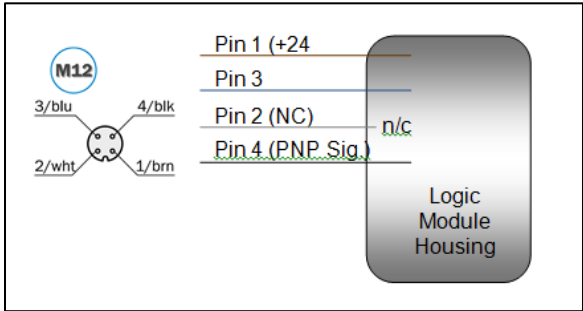 M12
3/blu 4/blk
2/wht 1/brn
Pin 1 (+24
Pin 3
Pin 2 (NC)
n/c
Pin 4 (PNP Sig.)
Logic
Module
Housing